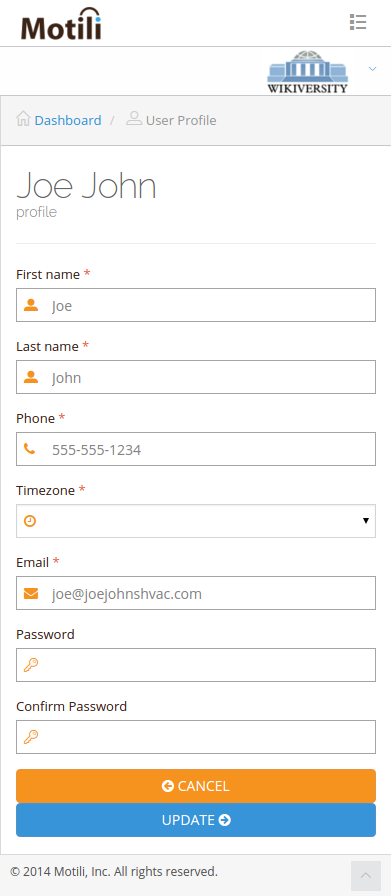 Motili
WIKIVERSITY
Dashboard / User Profile
Joe John
profile
First name *
Joe
Last name *
John
Phone *
555-555-1234
Timezone *
Email *
joe@joejohnshvac.com
Password
Confirm Password
CANCEL
UPDATE
© 2014 Motili, Inc. All rights reserved.